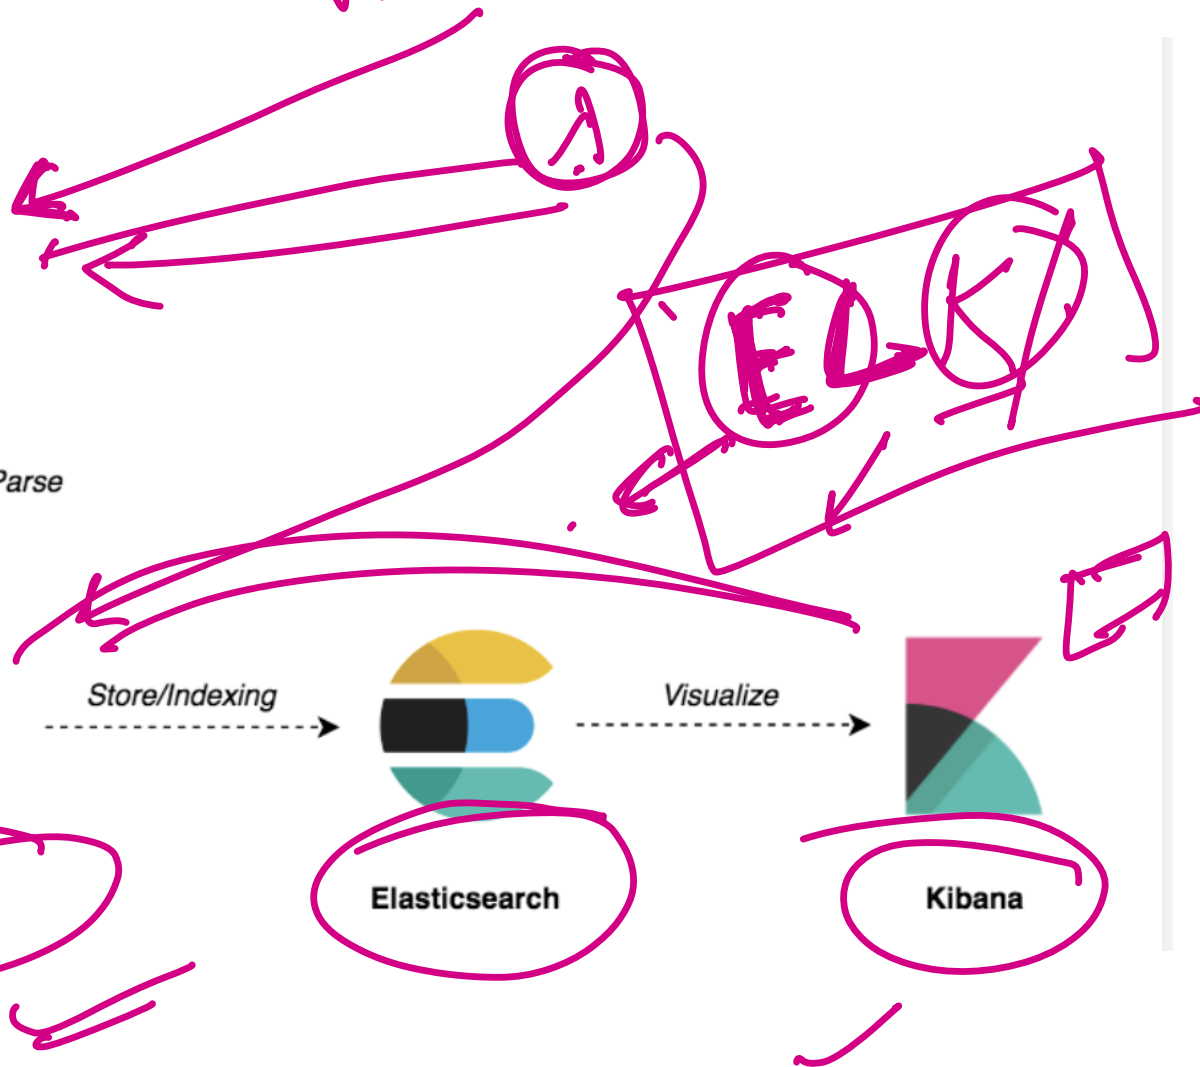 λ
ELK
Parse
Store/Indexing
Visualize
Elasticsearch
Kibana